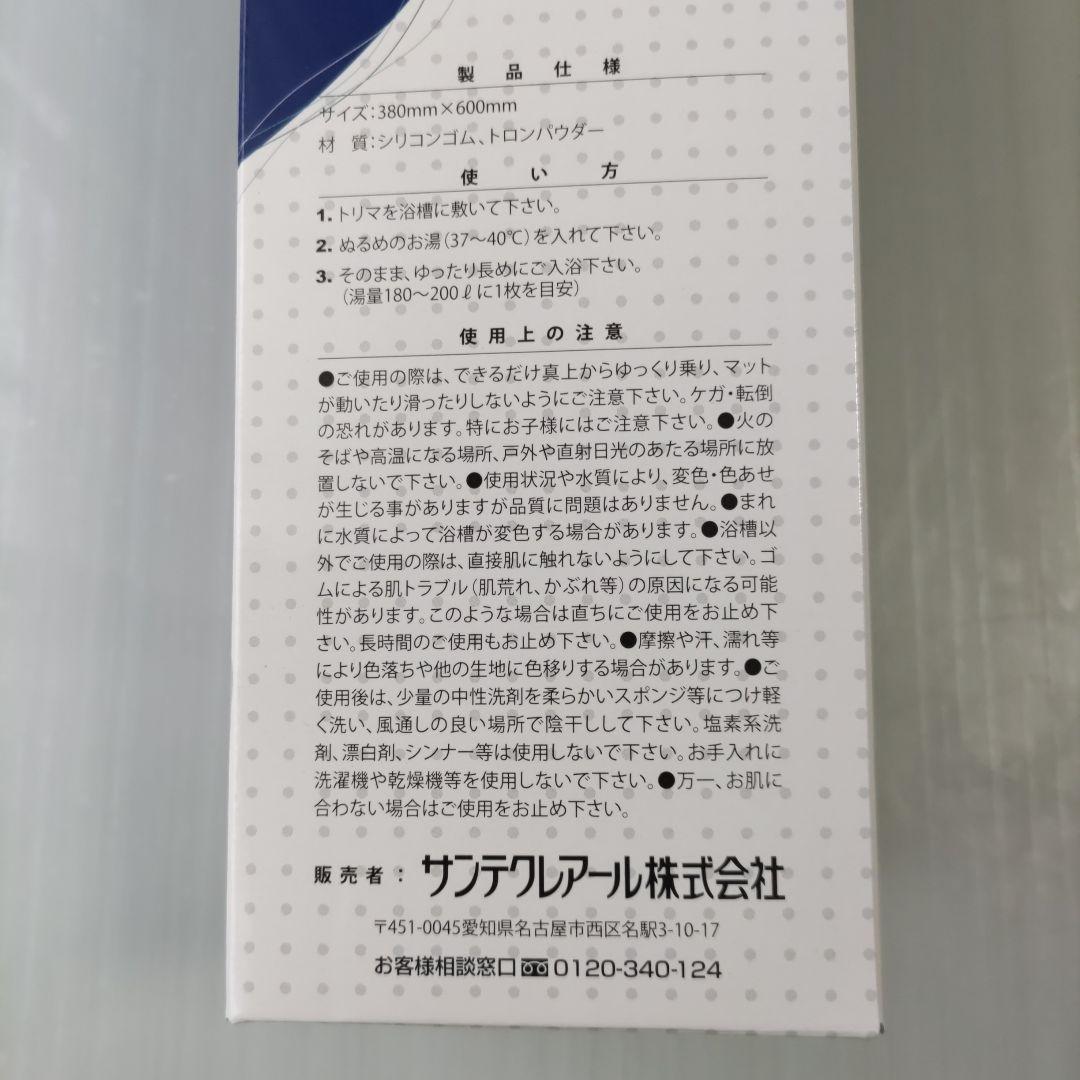 製品仕様
サイズ:380mm×600mm
材 質:シリコンゴム、トロンパウダー
使い方
1. トリマを浴槽に敷いて下さい。
2. ぬるめのお湯(37〜40℃)を入れて下さい。
3. そのまま、ゆったり長めにご入浴下さい。
(湯量180〜200ℓに1枚を目安)
使用上の注意
●ご使用の際は、できるだけ真上からゆっくり乗り、マット
が動いたり滑ったりしないようにご注意下さい。ケガ・転倒
の恐れがあります。特にお子様にはご注意下さい。●火の
そばや高温になる場所、戸外や直射日光のあたる場所に放
置しないで下さい。●使用状況や水質により、変色・色あせ
が生じる事がありますが品質に問題はありません。●まれ
に水質によって浴槽が変色する場合があります。●浴槽以
外でご使用の際は、直接肌に触れないようにして下さい。ゴ
ムによる肌トラブル(肌荒れ、かぶれ等)の原因になる可能
性があります。このような場合は直ちにご使用をお止め下
さい。長時間のご使用もお止め下さい。●摩擦や汗、濡れ等
により色落ちや他の生地に色移りする場合があります。●ご
使用後は、少量の中性洗剤を柔らかいスポンジ等につけ軽
く洗い、風通しの良い場所で陰干しして下さい。塩素系洗
剤、漂白剤、シンナー等は使用しないで下さい。お手入れに
洗濯機や乾燥機等を使用しないで下さい。●万一、お肌に
合わない場合はご使用をお止め下さい。
販売者:サンテクレアール株式会社
〒451-0045愛知県名古屋市西区名駅3-10-17
お客様相談窓口 0120-340-124